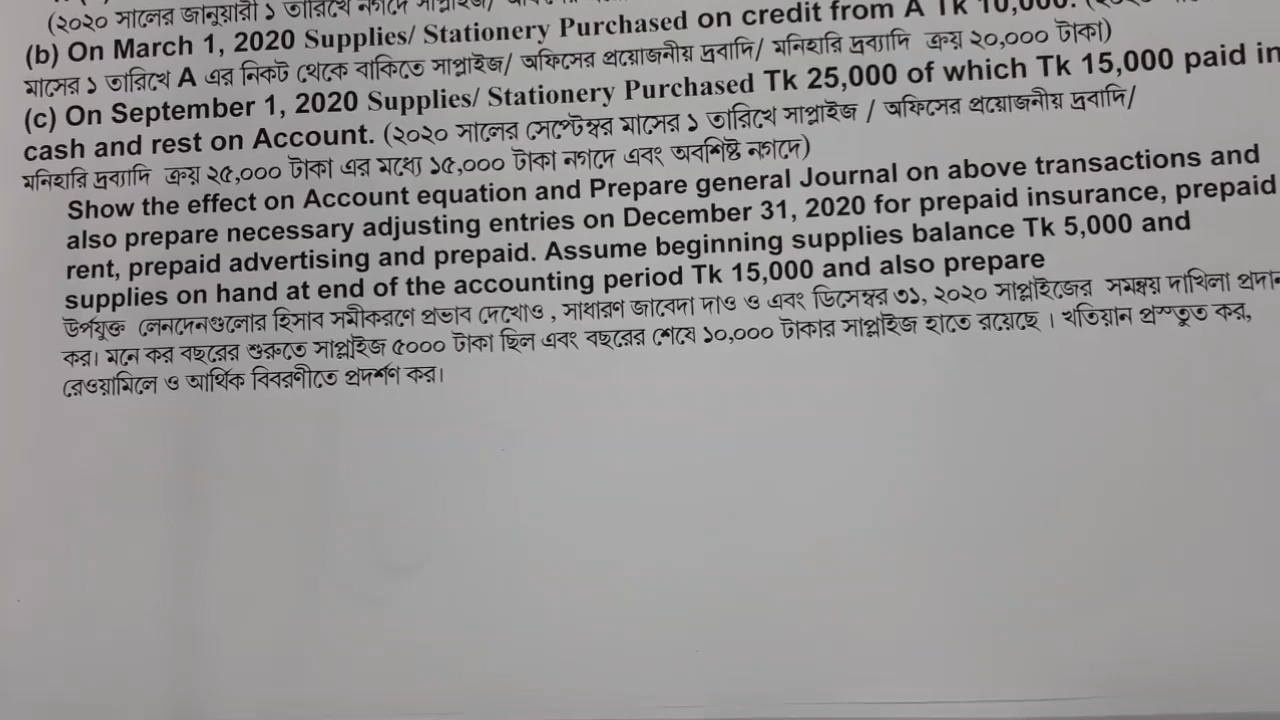 (২০২০ সালের জানুয়ারী ১ তারিখে নগদে
(b) On March 1, 2020 Supplies/ Stationery Purchased on credit from A Tk 10,000.
মাসের ১ তারিখে A এর নিকট থেকে বাকিতে সাপ্লাইজ/ অফিসের প্রয়োজনীয় দ্রবাদি/ মনিহারি দ্রব্যাদি ক্রয় ২০,০০০ টাকা)
(c) On September 1, 2020 Supplies/ Stationery Purchased Tk 25,000 of which Tk 15,000 paid in
cash and rest on Account. (২০২০ সালের সেপ্টেম্বর মাসের ১ তারিখে সাপ্লাইজ / অফিসের প্রয়োজনীয় দ্রবাদি/
মনিহারি দ্রব্যাদি ক্রয় ২৫,০০০ টাকা এর মধ্যে ১৫,০০০ টাকা নগদে এবং অবশিষ্ট নগদে)
Show the effect on Account equation and Prepare general Journal on above transactions and
also prepare necessary adjusting entries on December 31, 2020 for prepaid insurance, prepaid
rent, prepaid advertising and prepaid. Assume beginning supplies balance Tk 5,000 and
supplies on hand at end of the accounting period Tk 15,000 and also prepare
উপর্যুক্ত লেনদেনগুলোর হিসাব সমীকরণে প্রভাব দেখোও , সাধারণ জাবেদা দাও ও এবং ডিসেম্বর ৩১, ২০২০ সাপ্লাইজের সমন্বয় দাখিলা প্রদান
কর। মনে কর বছরের শুরুতে সাপ্লাইজ ৫০০০ টাকা ছিল এবং বছরের শেষে ১০,০০০ টাকার সাপ্লাইজ হাতে রয়েছে । খতিয়ান প্রস্তুত কর,
রেওয়ামিলে ও আর্থিক বিবরণীতে প্রদর্শণ কর।